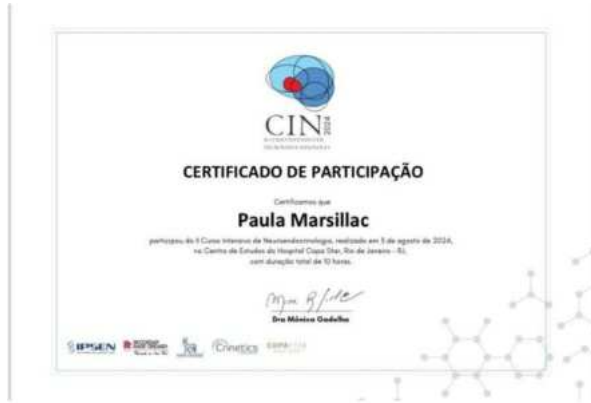 CIN
2024
CERTIFICADO DE PARTICIPAÇÃO
Certificamos que
Paula Marsillac
participou do II Curso Intensivo de Neuroendocrinologia, realizado em 3 de agosto de 2024,
no Centro de Estudos do Hospital Copa Star, Rio de Janeiro - RJ,
com duração total de 10 horas.
Dra Mônica Gadelha
IPSEN
Crinetics